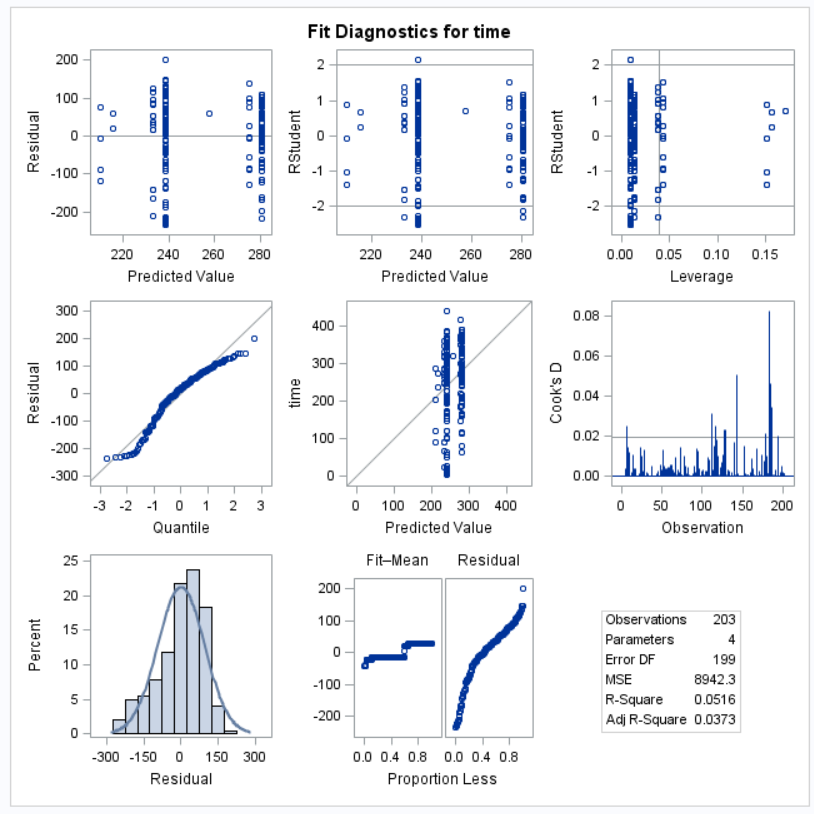 Fit Diagnostics for time
200
100
0
-100
-200
Residual
220 240 260 280
Predicted Value
2
1
0
-1
-2
RStudent
220 240 260 280
Predicted Value
2
1
0
-1
-2
RStudent
0.00 0.05 0.10 0.15
Leverage
300
200
100
0
-100
-200
-300
Residual
-3 -2 -1 0 1 2 3
Quantile
400
300
200
100
0
time
0 100 200 300 400
Predicted Value
0.08
0.06
0.04
0.02
0.00
Cook's D
0 50 100 150 200
Observation
25
20
15
10
5
0
Percent
-300 -150 0 150 300
Residual
Fit–Mean Residual
200
100
0
-100
-200
0.0 0.4 0.8 0.0 0.4 0.8
Proportion Less
Observations 203
Parameters 4
Error DF 199
MSE 8942.3
R-Square 0.0516
Adj R-Square 0.0373